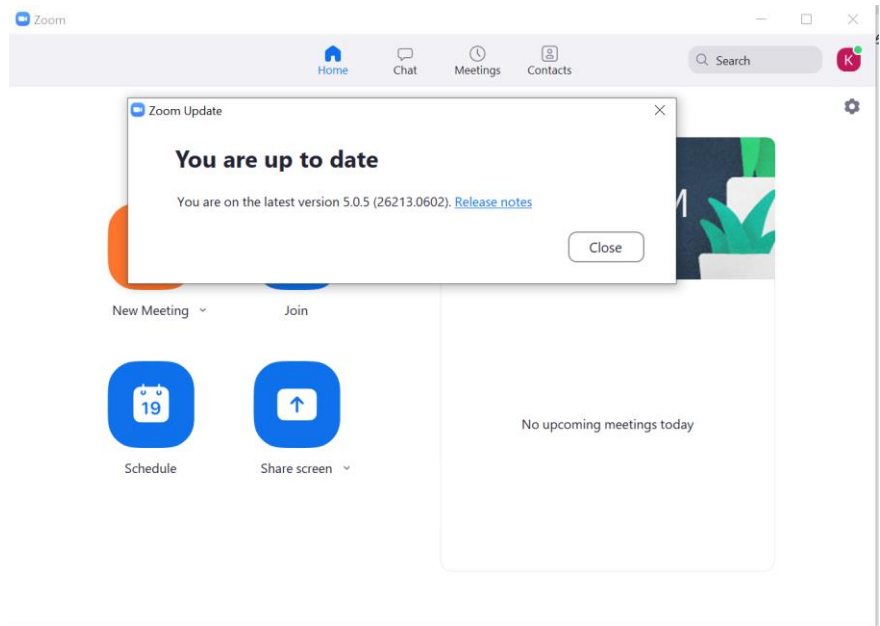 Zoom
Home Chat Meetings Contacts
Search
K
Zoom Update
You are up to date
You are on the latest version 5.0.5 (26213.0602). Release notes
Close
New Meeting Join
19
Schedule Share screen
No upcoming meetings today